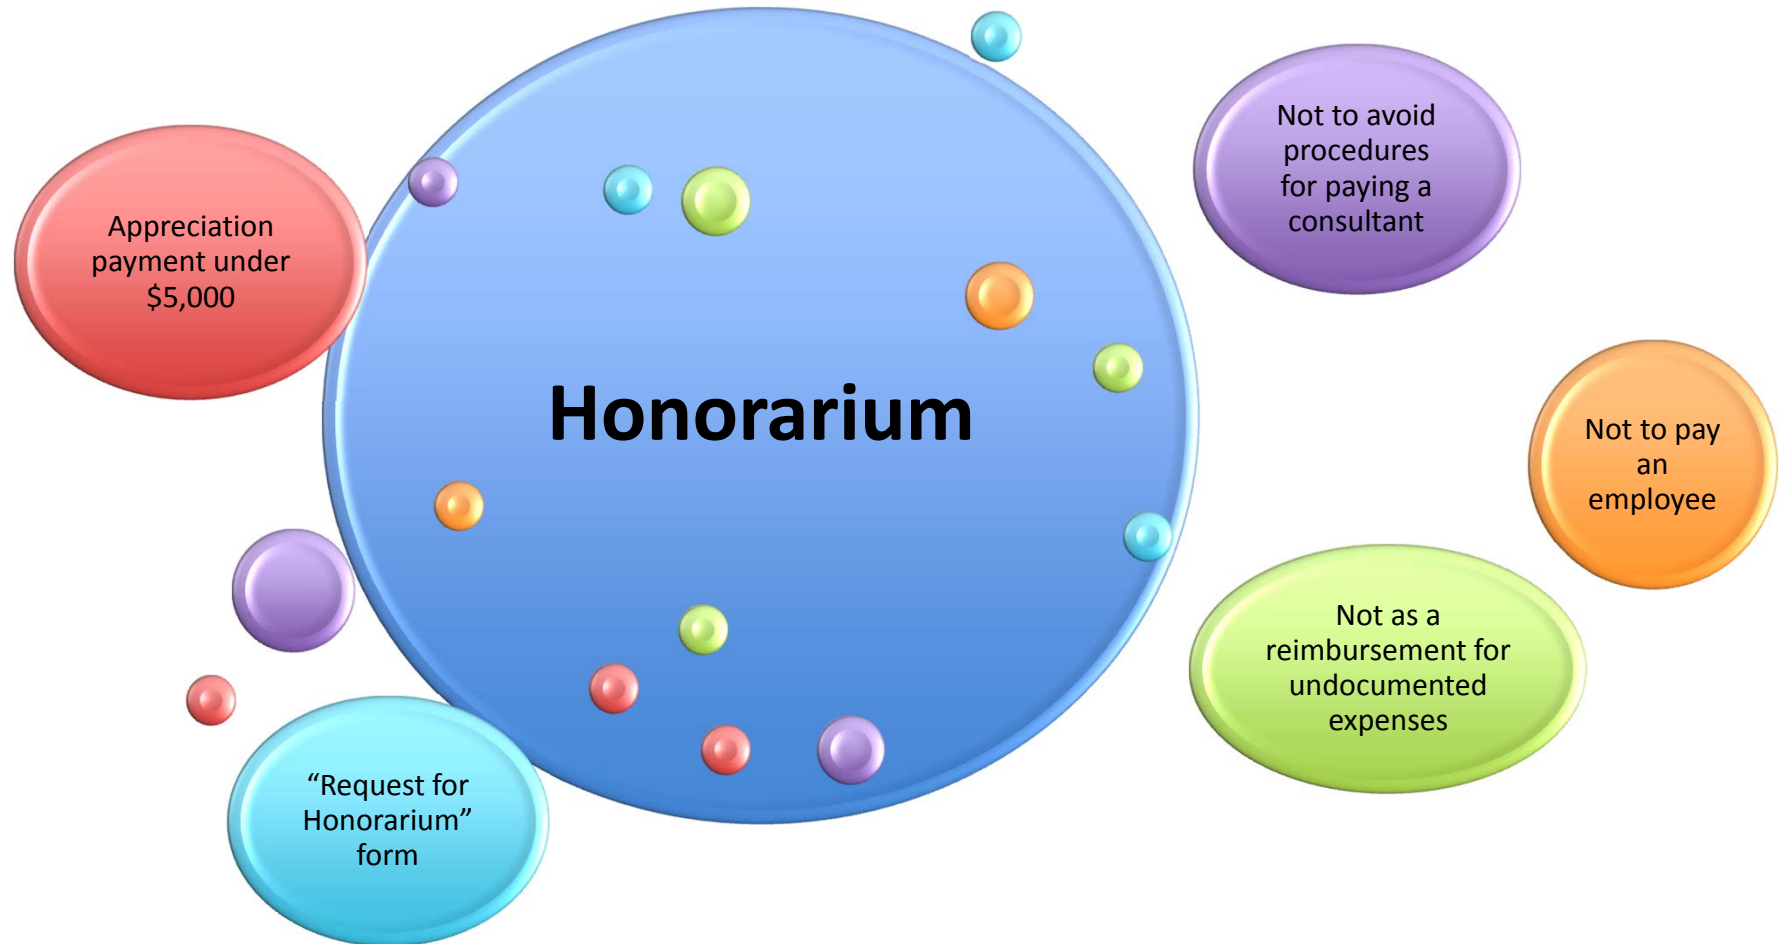 Appreciation
payment under
$5,000
Honorarium
“Request for
Honorarium”
form
Not to avoid
procedures
for paying a
consultant
Not to pay
an
employee
Not as a
reimbursement for
undocumented
expenses